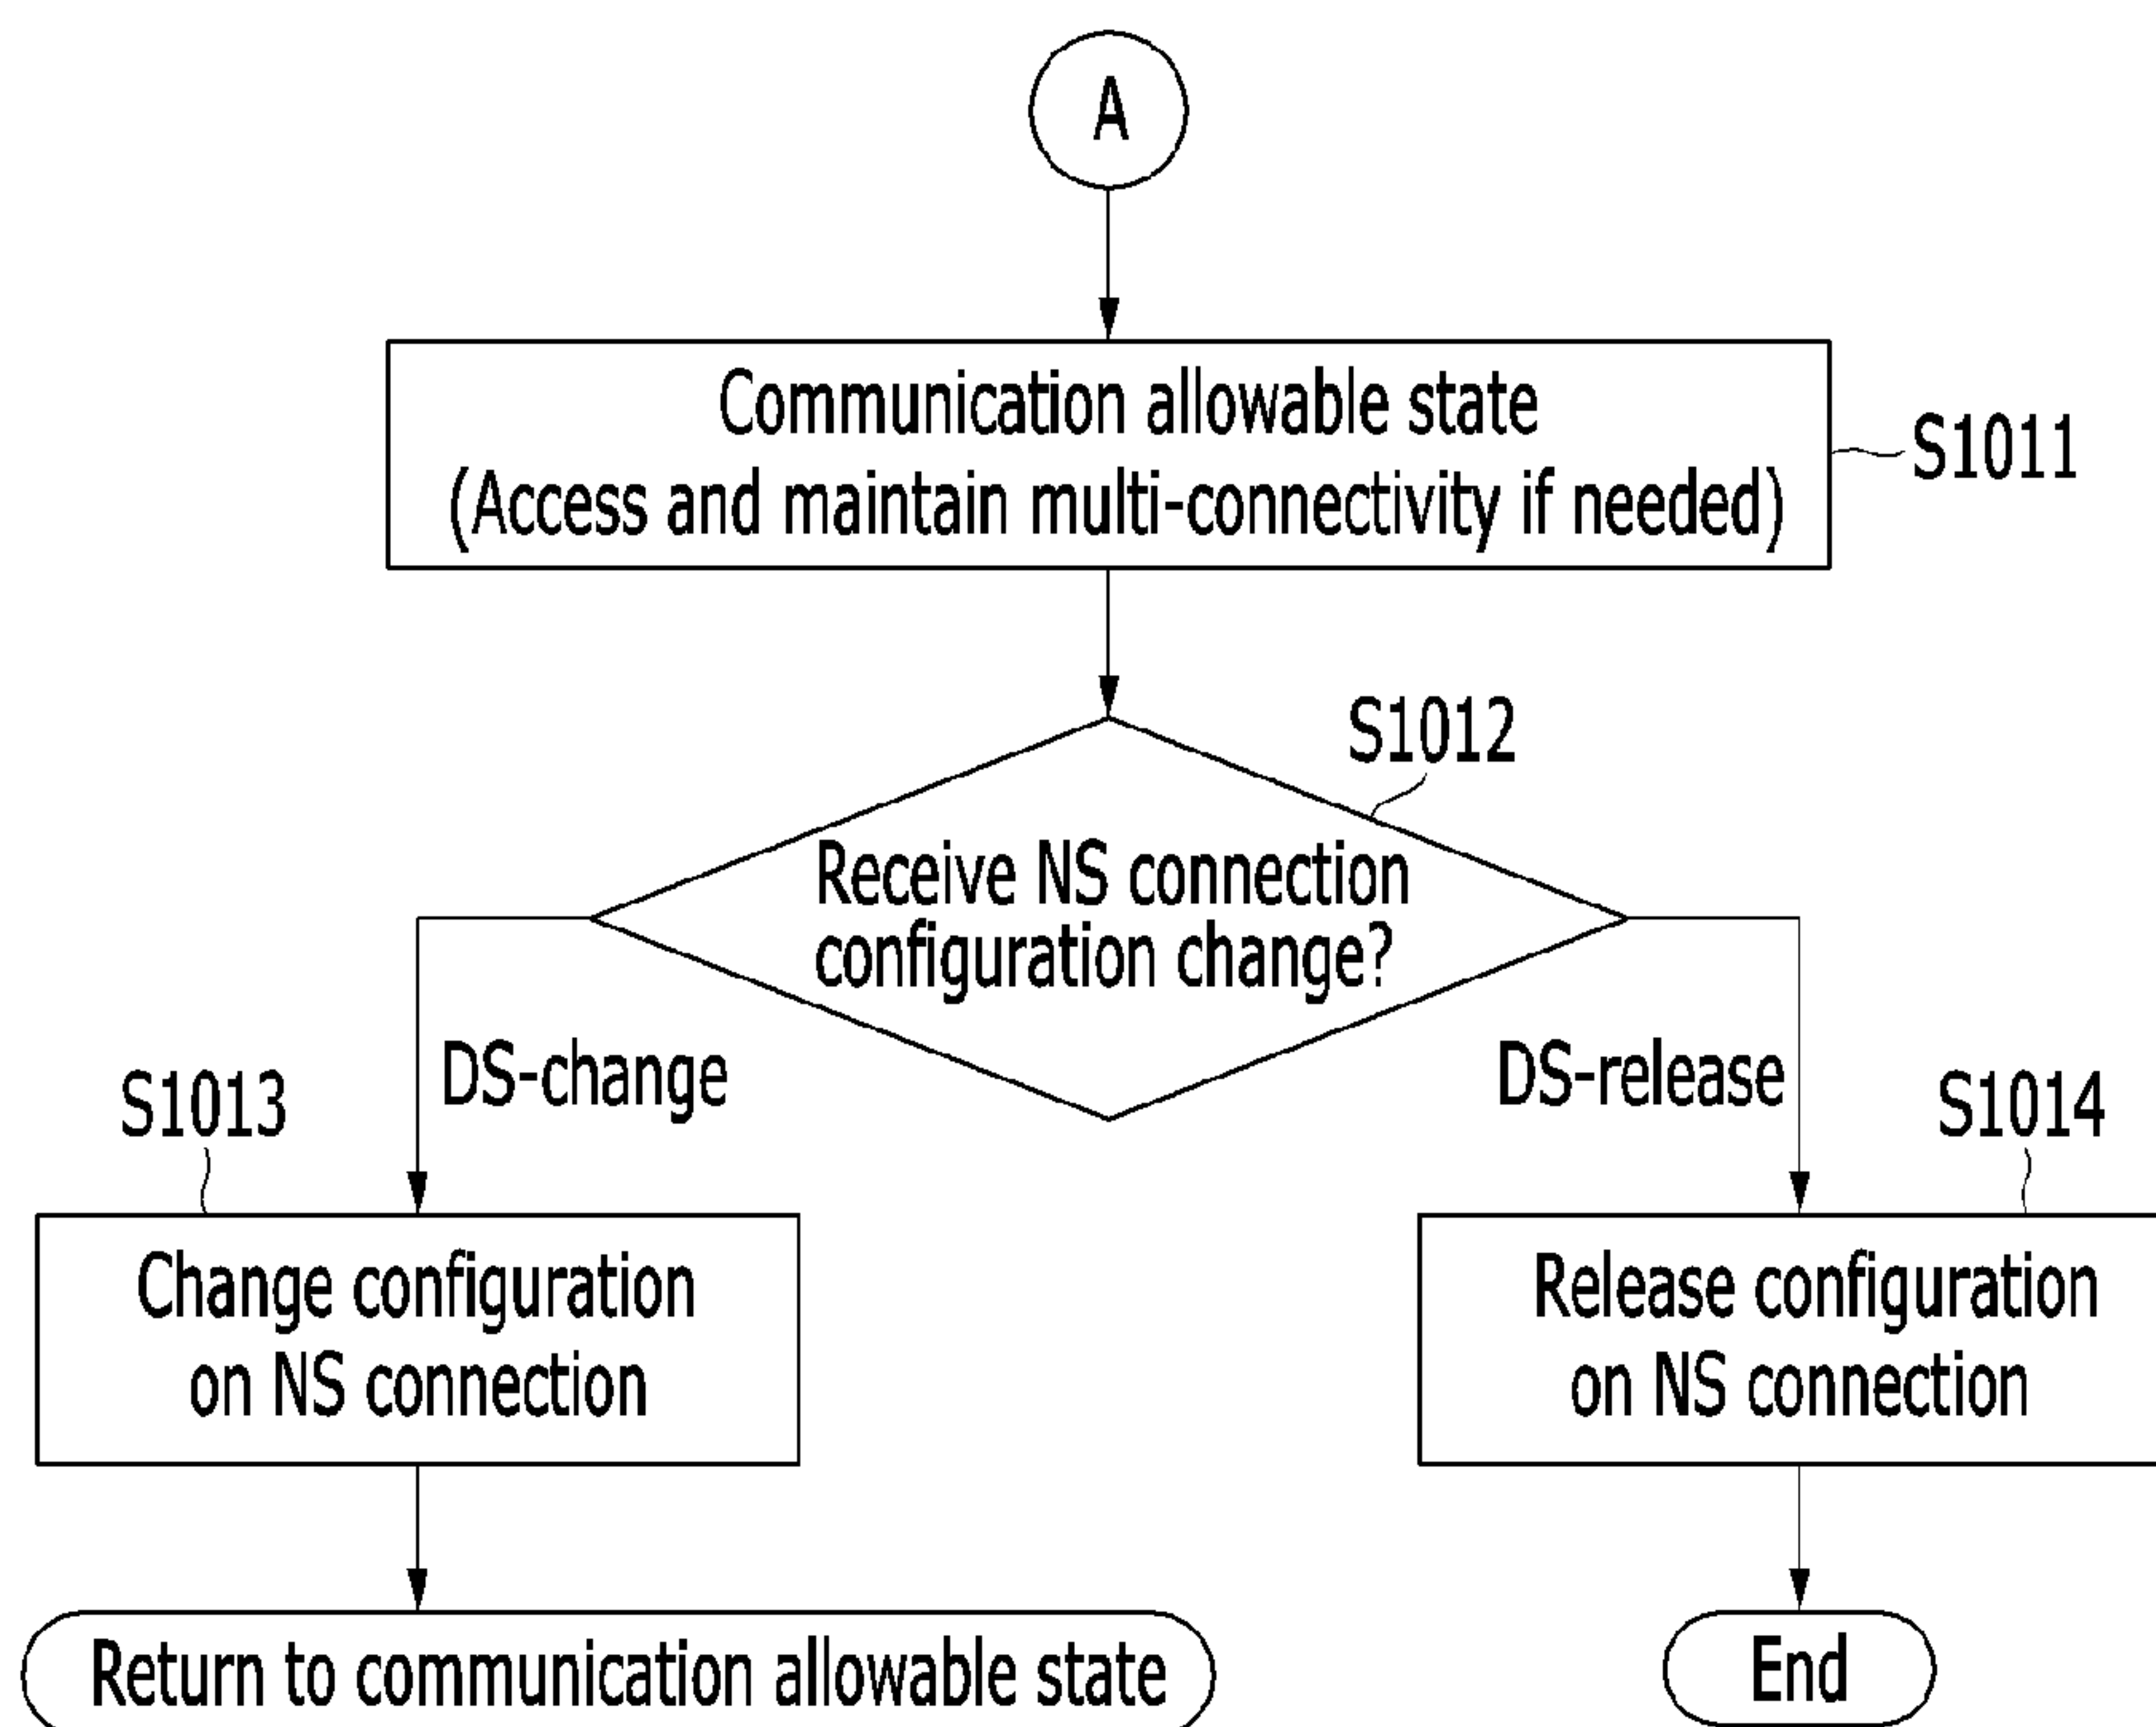 A
Communication allowable state
(Access and maintain multi-connectivity if needed)
S1011
S1012
Receive NS connection
configuration change?
DS-change
DS-release
S1013
S1014
Change configuration
on NS connection
Release configuration
on NS connection
Return to communication allowable state
End